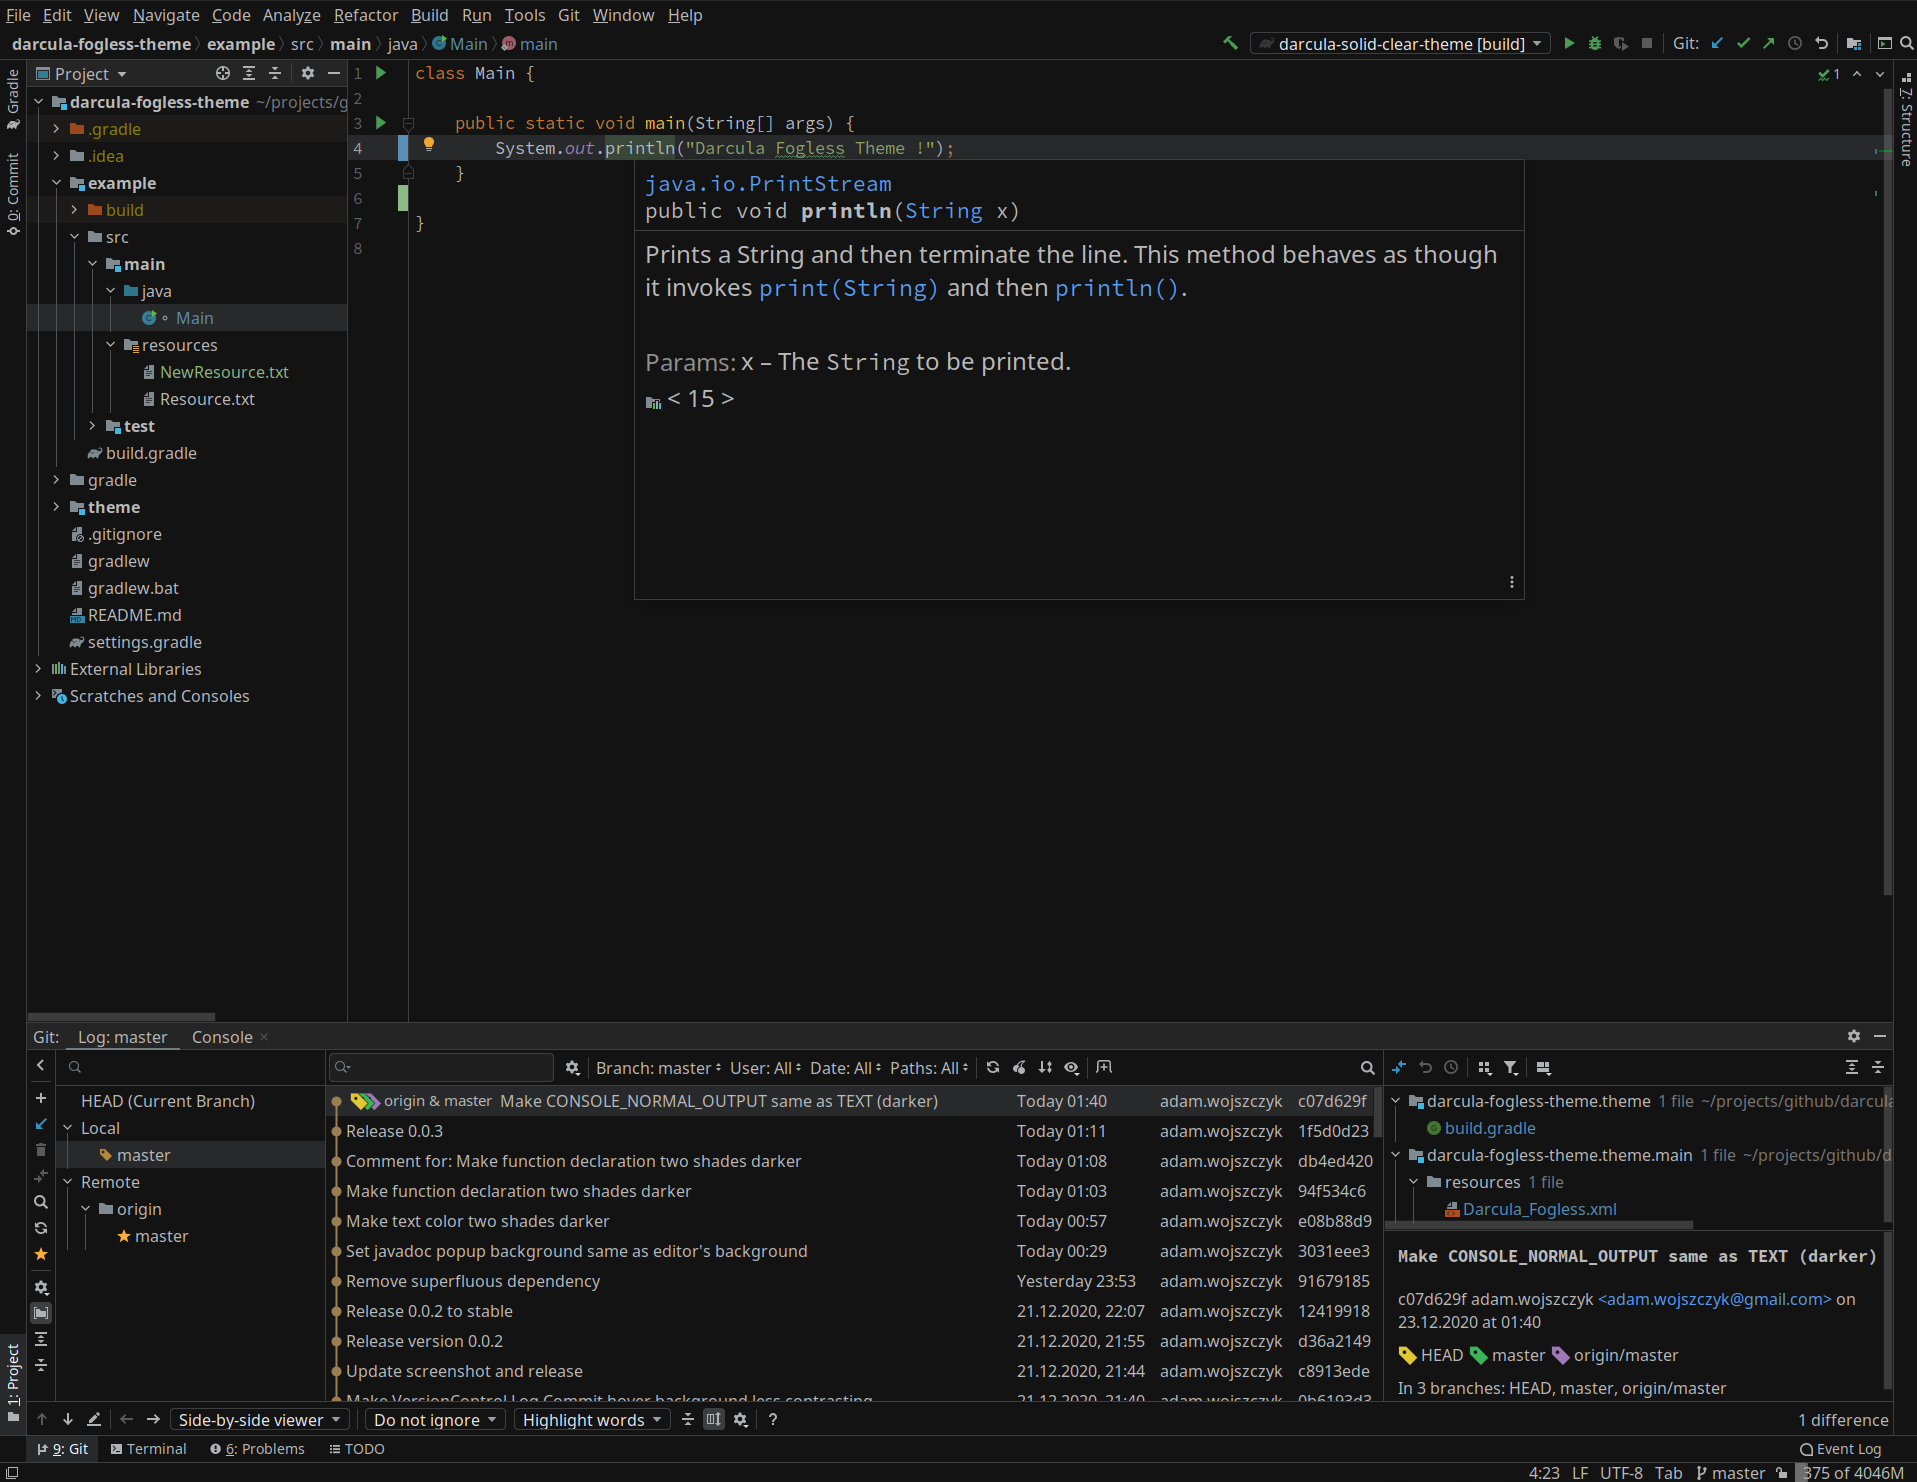 File Edit View Navigate Code Analyze Refactor Build Run Tools Git Window Help
darcula-fogless-theme example src main java Main main
darcula-solid-clear-theme [build] Git:
Gradle
0: Commit
1: Project
Z: Structure
Project
darcula-fogless-theme ~/projects/g
.gradle
.idea
example
build
src
main
java
Main
resources
NewResource.txt
Resource.txt
test
build.gradle
gradle
theme
.gitignore
gradlew
gradlew.bat
README.md
settings.gradle
External Libraries
Scratches and Consoles
1 class Main {
2
3 public static void main(String[] args) {
4 System.out.println("Darcula Fogless Theme !");
5 }
6
7 }
8
1
java.io.PrintStream
public void println(String x)
Prints a String and then terminate the line. This method behaves as though
it invokes print(String) and then println().
Params: x – The String to be printed.
< 15 >
Git: Log: master Console
Branch: master User: All Date: All Paths: All
HEAD (Current Branch)
Local
master
Remote
origin
master
origin & master Make CONSOLE_NORMAL_OUTPUT same as TEXT (darker) Today 01:40 adam.wojszczyk c07d629f
Release 0.0.3 Today 01:11 adam.wojszczyk 1f5d0d23
Comment for: Make function declaration two shades darker Today 01:08 adam.wojszczyk db4ed420
Make function declaration two shades darker Today 01:03 adam.wojszczyk 94f534c6
Make text color two shades darker Today 00:57 adam.wojszczyk e08b88d9
Set javadoc popup background same as editor's background Today 00:29 adam.wojszczyk 3031eee3
Remove superfluous dependency Yesterday 23:53 adam.wojszczyk 91679185
Release 0.0.2 to stable 21.12.2020, 22:07 adam.wojszczyk 12419918
Release version 0.0.2 21.12.2020, 21:55 adam.wojszczyk d36a2149
Update screenshot and release 21.12.2020, 21:44 adam.wojszczyk c8913ede
Make VersionControl.Log.Commit hover background less contrasting 21.12.2020, 21:40 adam.wojszczyk 0b6193d3
darcula-fogless-theme.theme 1 file ~/projects/github/darcula
build.gradle
darcula-fogless-theme.theme.main 1 file ~/projects/github/d
resources 1 file
Darcula_Fogless.xml
Make CONSOLE_NORMAL_OUTPUT same as TEXT (darker)
c07d629f adam.wojszczyk <adam.wojszczyk@gmail.com> on
23.12.2020 at 01:40
HEAD master origin/master
In 3 branches: HEAD, master, origin/master
Side-by-side viewer Do not ignore Highlight words ? 1 difference
9: Git Terminal 6: Problems TODO Event Log
4:23 LF UTF-8 Tab master 375 of 4046M